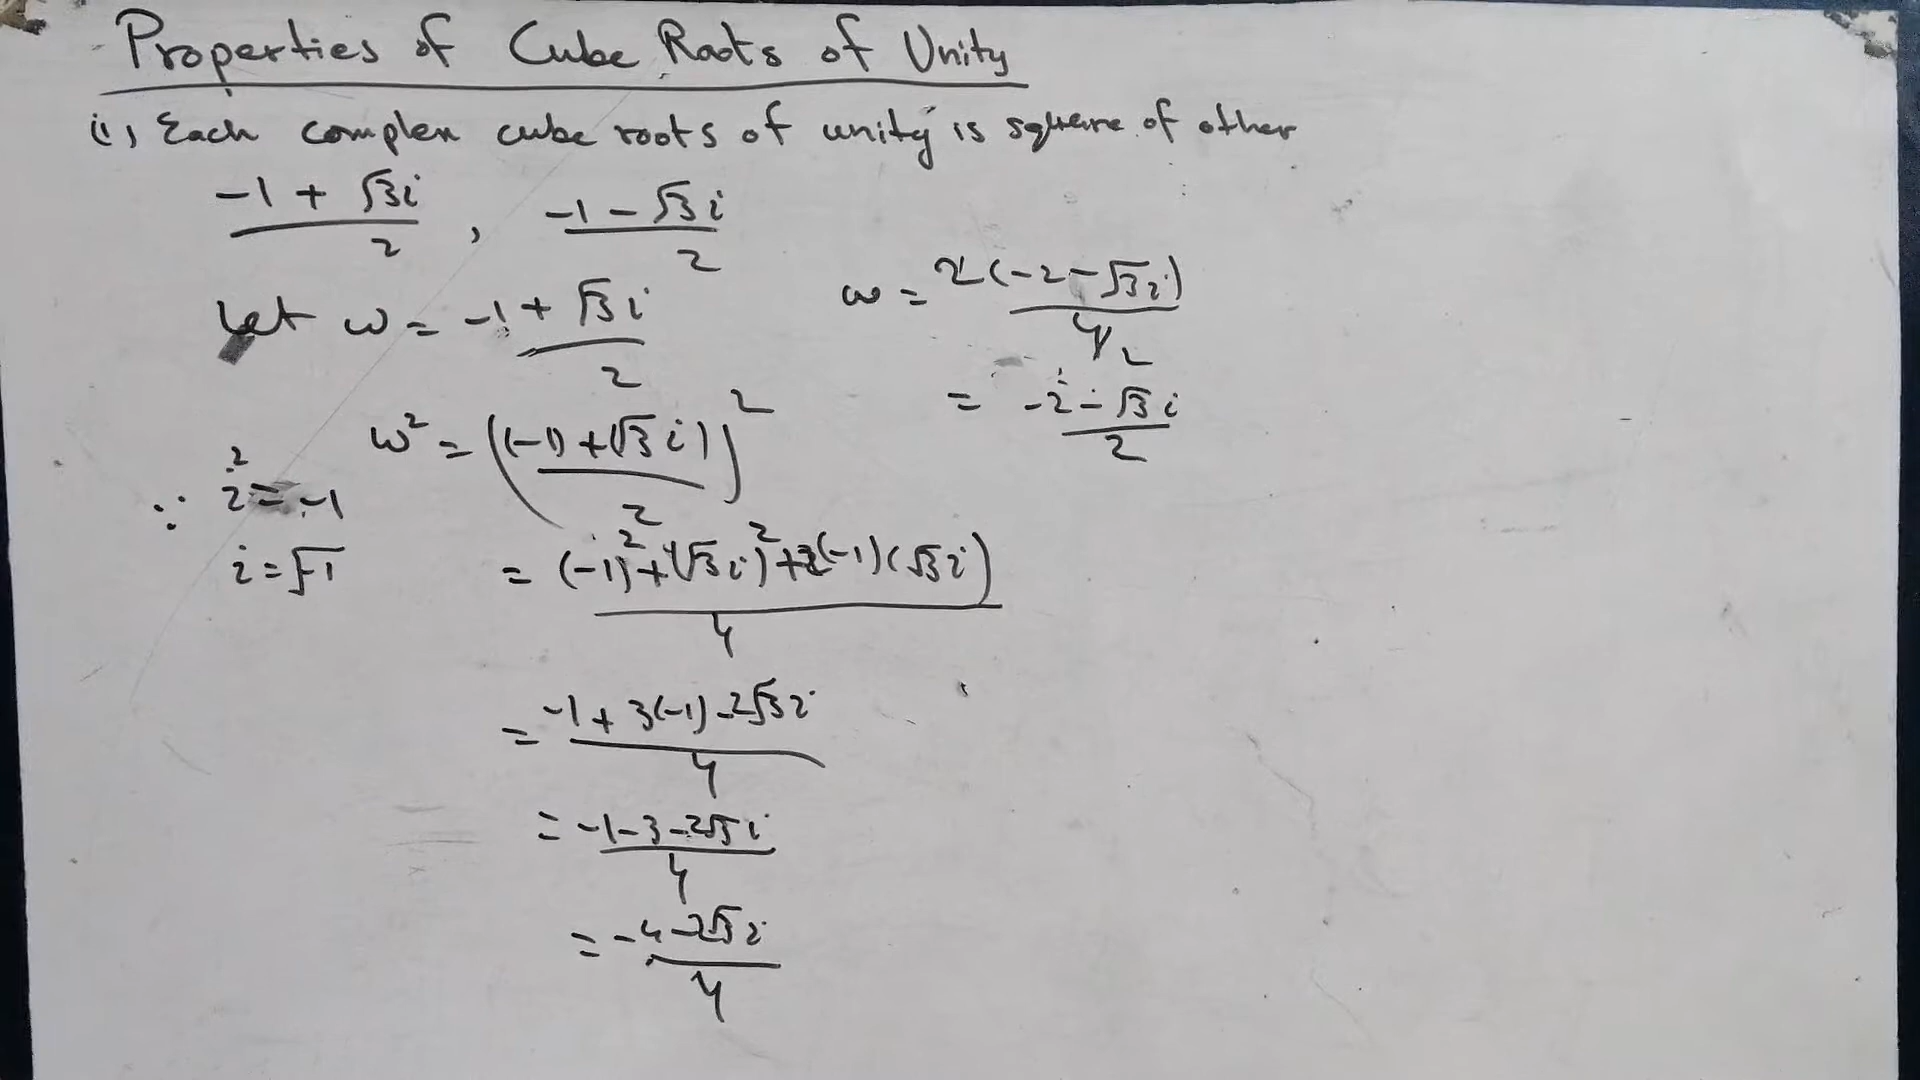 Properties of Cube Roots of Unity
(i) Each complex cube roots of unity is square of other
(-1 + √3i)/2 , (-1 - √3i)/2
Let ω = (-1 + √3i)/2
ω² = (((-1) + (√3i))/2)²
∵ i² = -1
i = √-1
= ((-1)² + (√3i)² + 2(-1)(√3i))/4
= (-1 + 3(-1) - 2√3i)/4
= (-1 - 3 - 2√3i)/4
= (-4 - 2√3i)/4
ω = 2(-2 - √3i)/4 2
= (-2 - √3i)/2